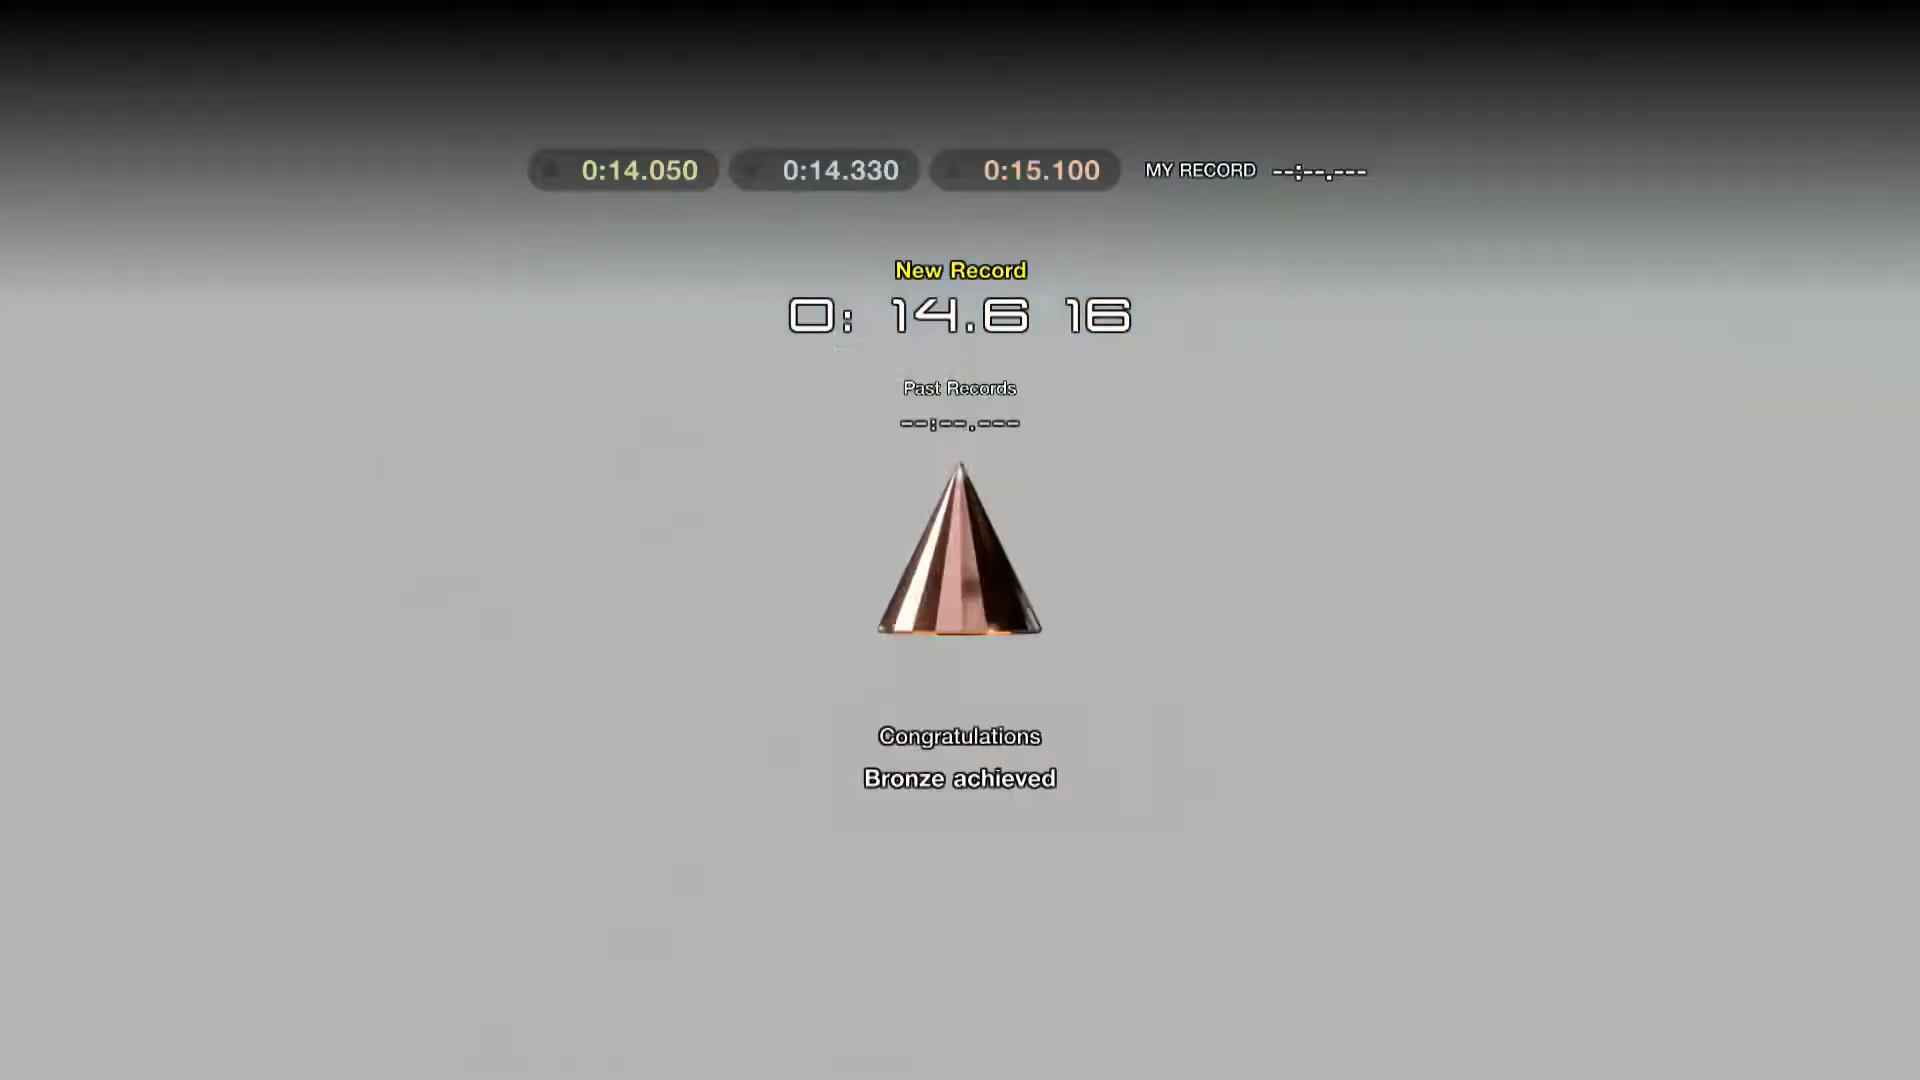 0:14.050 0:14.330 0:15.100 MY RECORD --:--.---
New Record
0: 14.6 16
Past Records
--:--.---
Congratulations
Bronze achieved